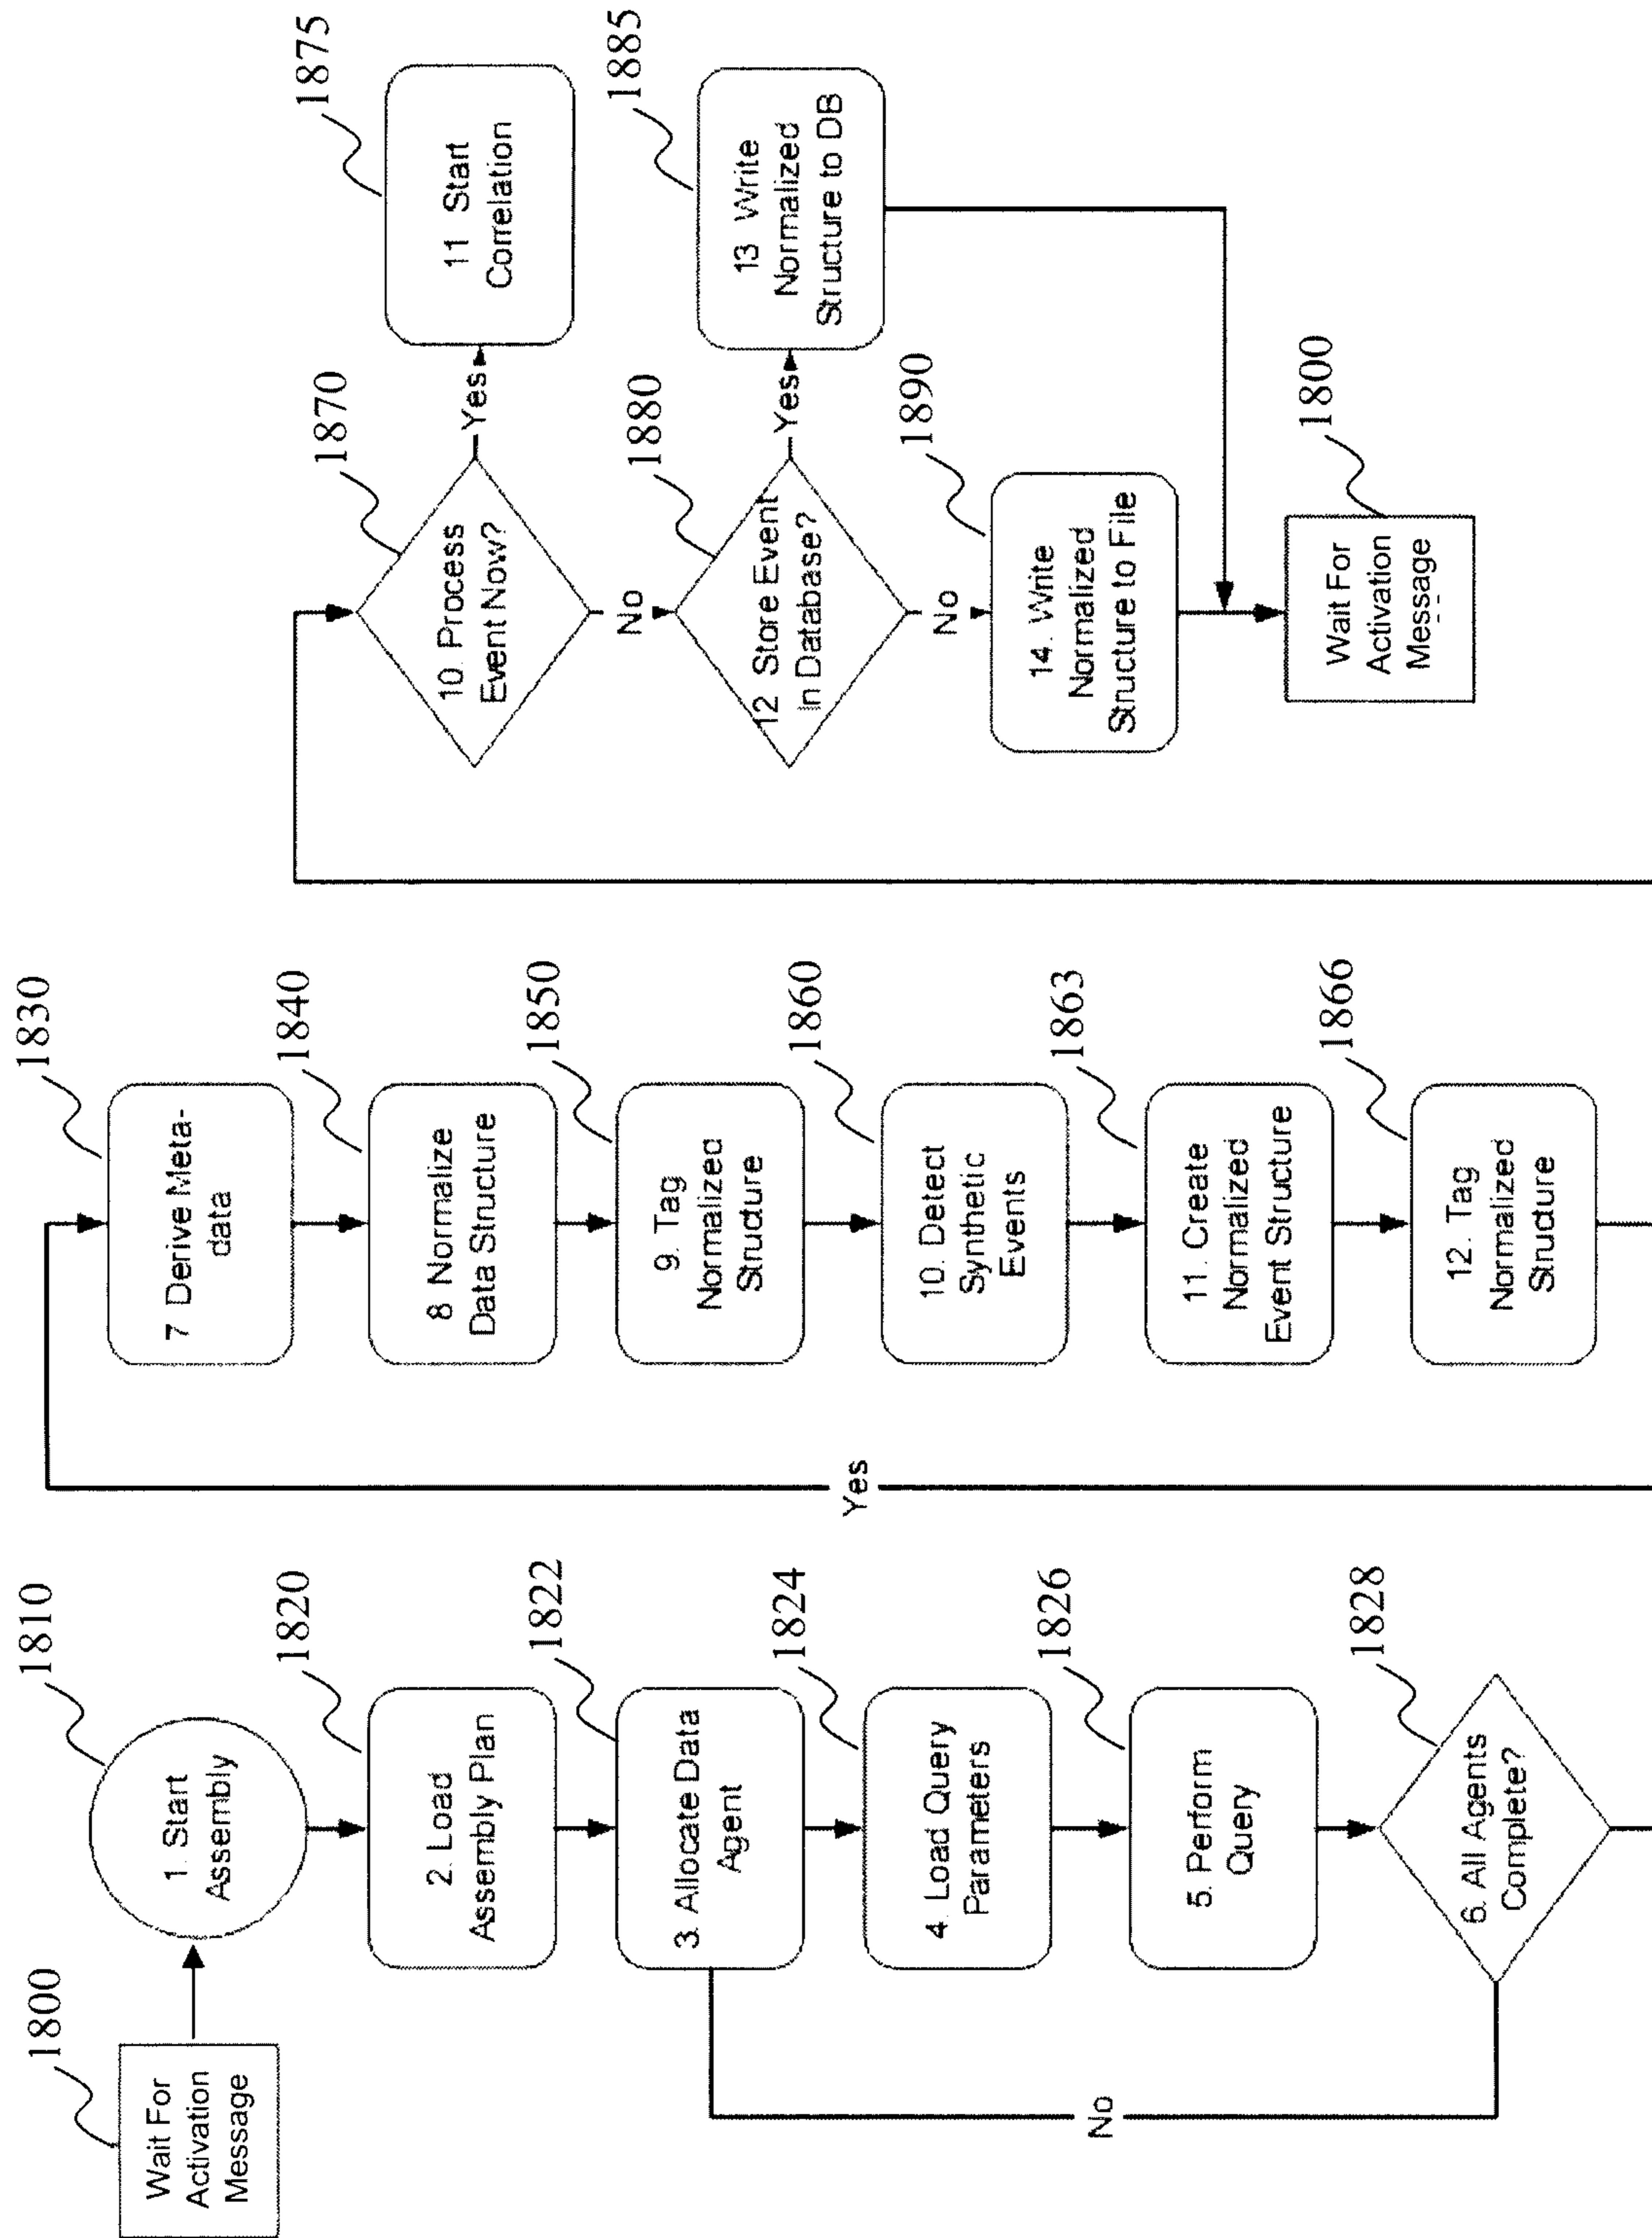 1800
Wait For
Activation
Message
1810
1. Start
Assembly
1820
2. Load
Assembly Plan
1822
3. Allocate Data
Agent
1824
4. Load Query
Parameters
1826
5. Perform
Query
1828
6. All Agents
Complete?
No
Yes
1830
7 Derive Meta-
data
1840
8 Normalize
Data Structure
1850
9. Tag
Normalized
Structure
1860
10. Detect
Synthetic
Events
1863
11. Create
Normalized
Event Structure
1866
12. Tag
Normalized
Structure
1870
10. Process
Event Now?
Yes
1875
11 Start
Correlation
No
1880
12 Store Event
in Database?
Yes
1885
13 Write
Normalized
Structure to DB
No
1890
14. Write
Normalized
Structure to File
1800
Wait For
Activation
Message